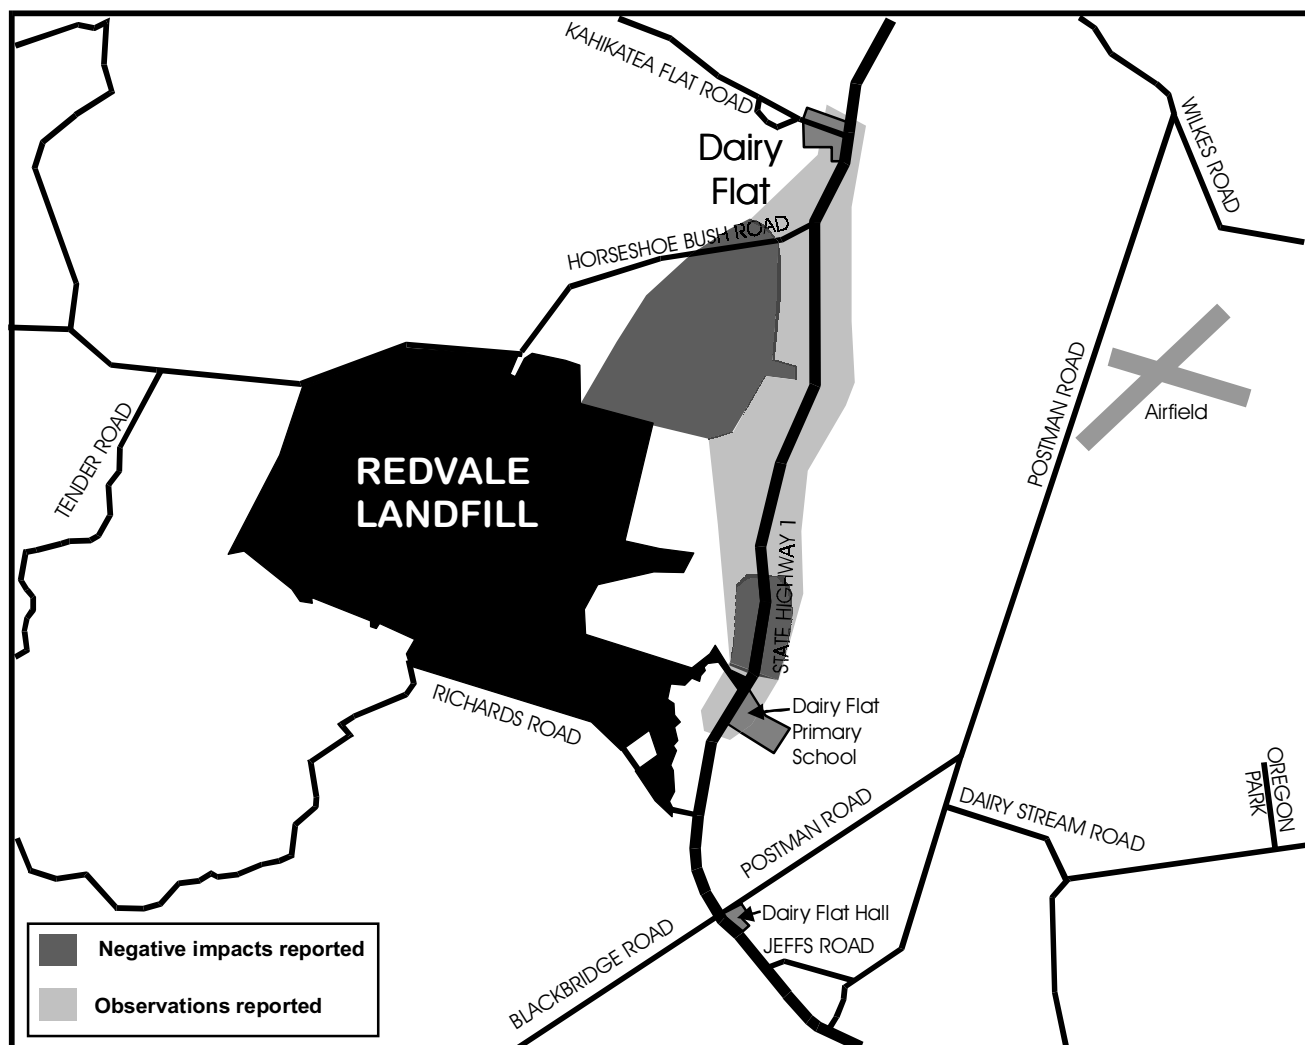 KAHIKATEA FLAT ROAD
WILKES ROAD
Dairy
Flat
HORSESHOE BUSH ROAD
POSTMAN ROAD
Airfield
TENDER ROAD
REDVALE
LANDFILL
STATE HIGHWAY 1
RICHARDS ROAD
Dairy Flat
Primary
School
OREGON
PARK
POSTMAN ROAD
DAIRY STREAM ROAD
Dairy Flat Hall
JEFFS ROAD
BLACKBRIDGE ROAD
Negative impacts reported
Observations reported